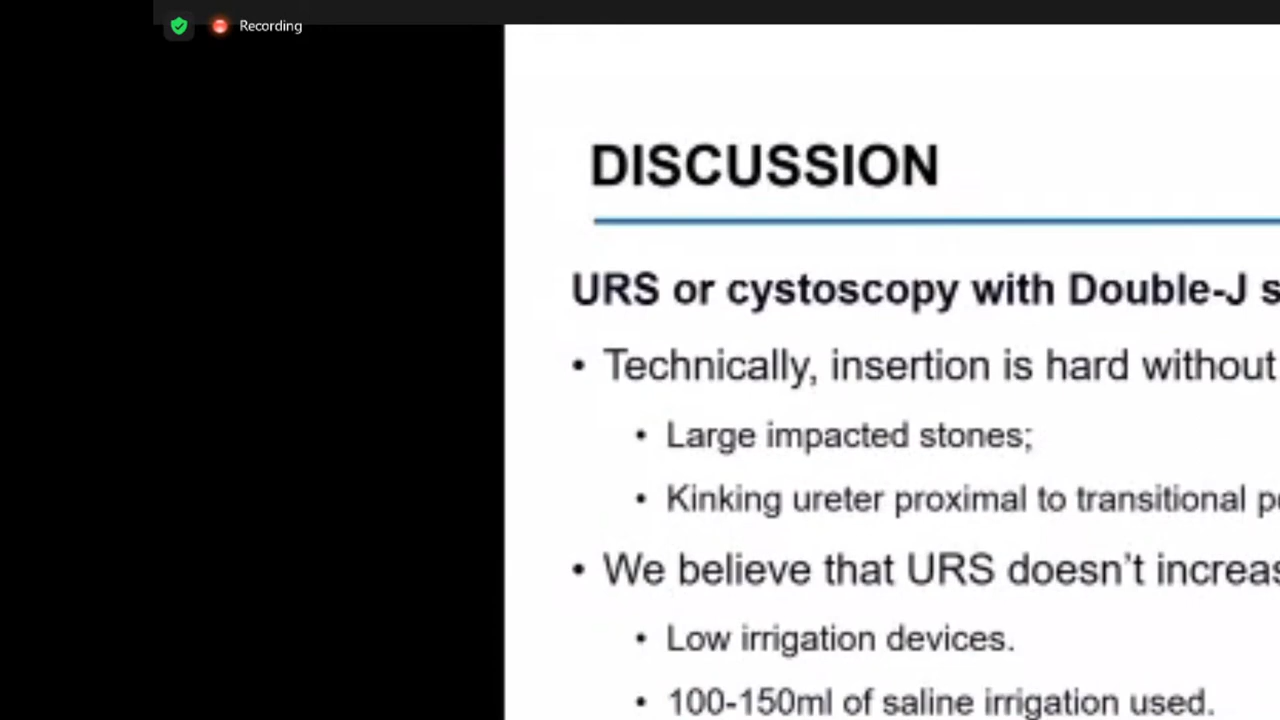 Recording
DISCUSSION
URS or cystoscopy with Double-J
• Technically, insertion is hard without
• Large impacted stones;
• Kinking ureter proximal to transitional
• We believe that URS doesn’t
• Low irrigation devices.
• 100-150ml of saline irrigation used.